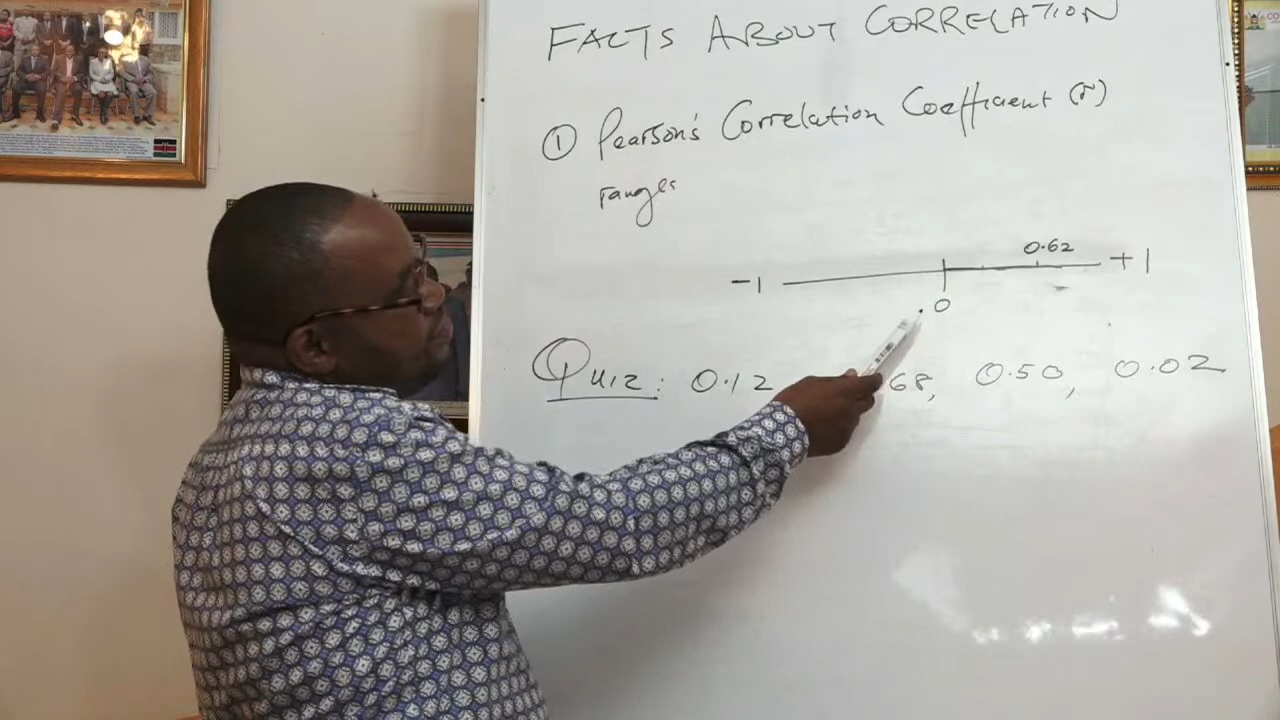 FACTS ABOUT CORRELATION
① Pearson's Correlation Coefficient (r)
ranges
-1 0.62 +1
0
Quiz: 0.12 68, 0.50, 0.02